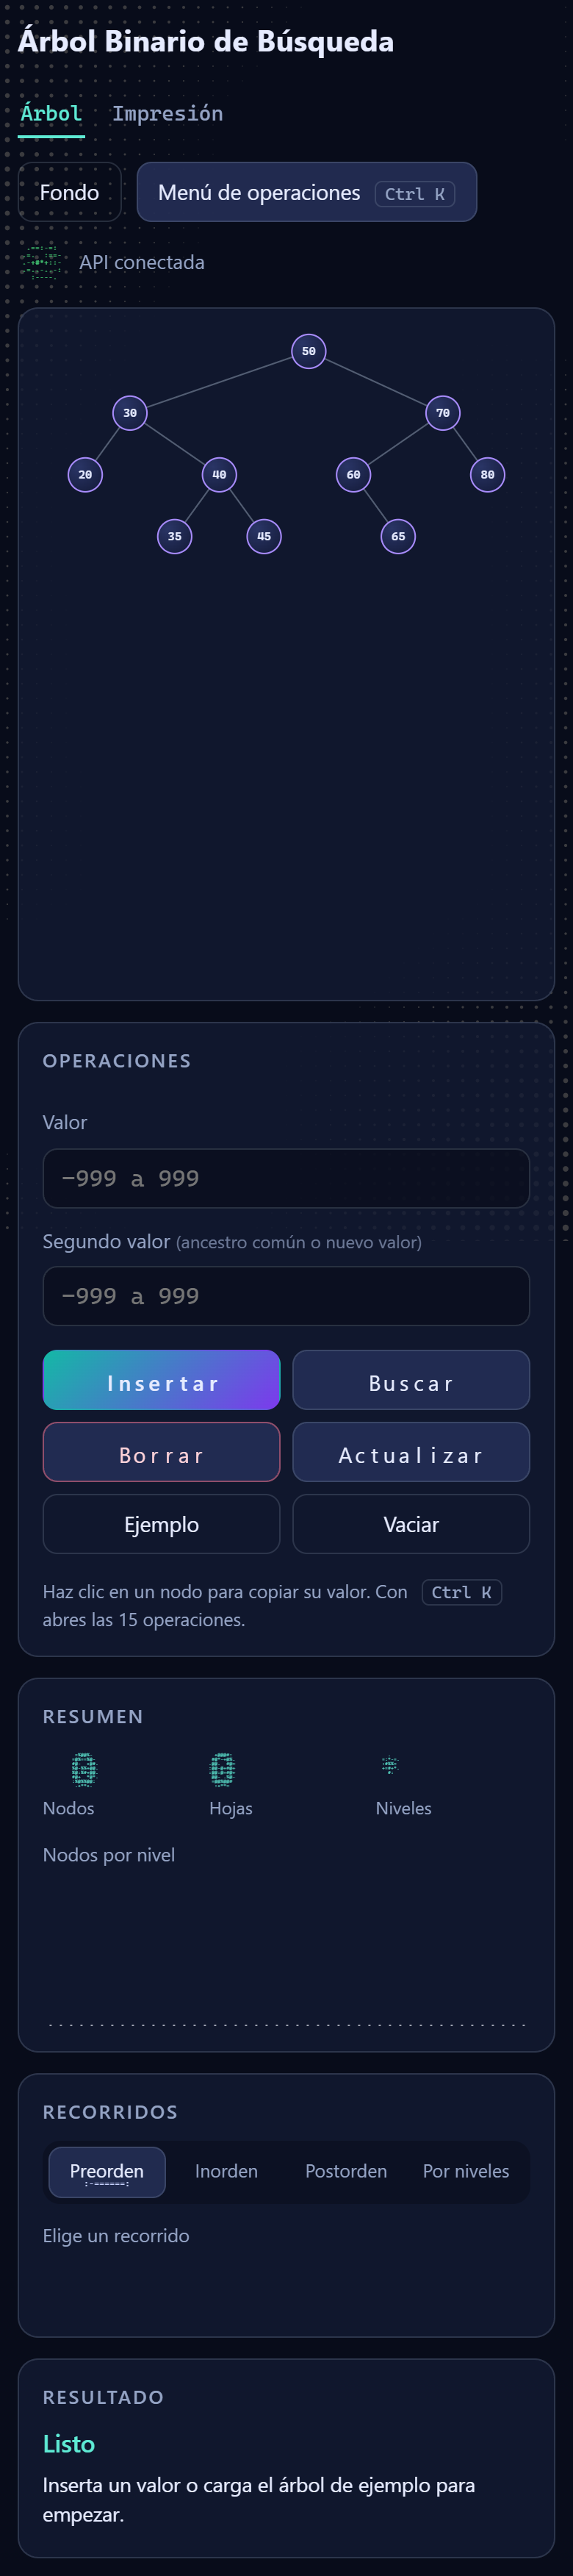 Árbol Binario de Búsqueda
Árbol Impresión
Fondo Menú de operaciones Ctrl K
API conectada
50
30 70
20 40 60 80
35 45 65
OPERACIONES
Valor
−999 a 999
Segundo valor (ancestro común o nuevo valor)
−999 a 999
Insertar Buscar
Borrar Actualizar
Ejemplo Vaciar
Haz clic en un nodo para copiar su valor. Con Ctrl K
abres las 15 operaciones.
RESUMEN
0 0
Nodos Hojas Niveles
Nodos por nivel
RECORRIDOS
Preorden Inorden Postorden Por niveles
Elige un recorrido
RESULTADO
Listo
Inserta un valor o carga el árbol de ejemplo para
empezar.